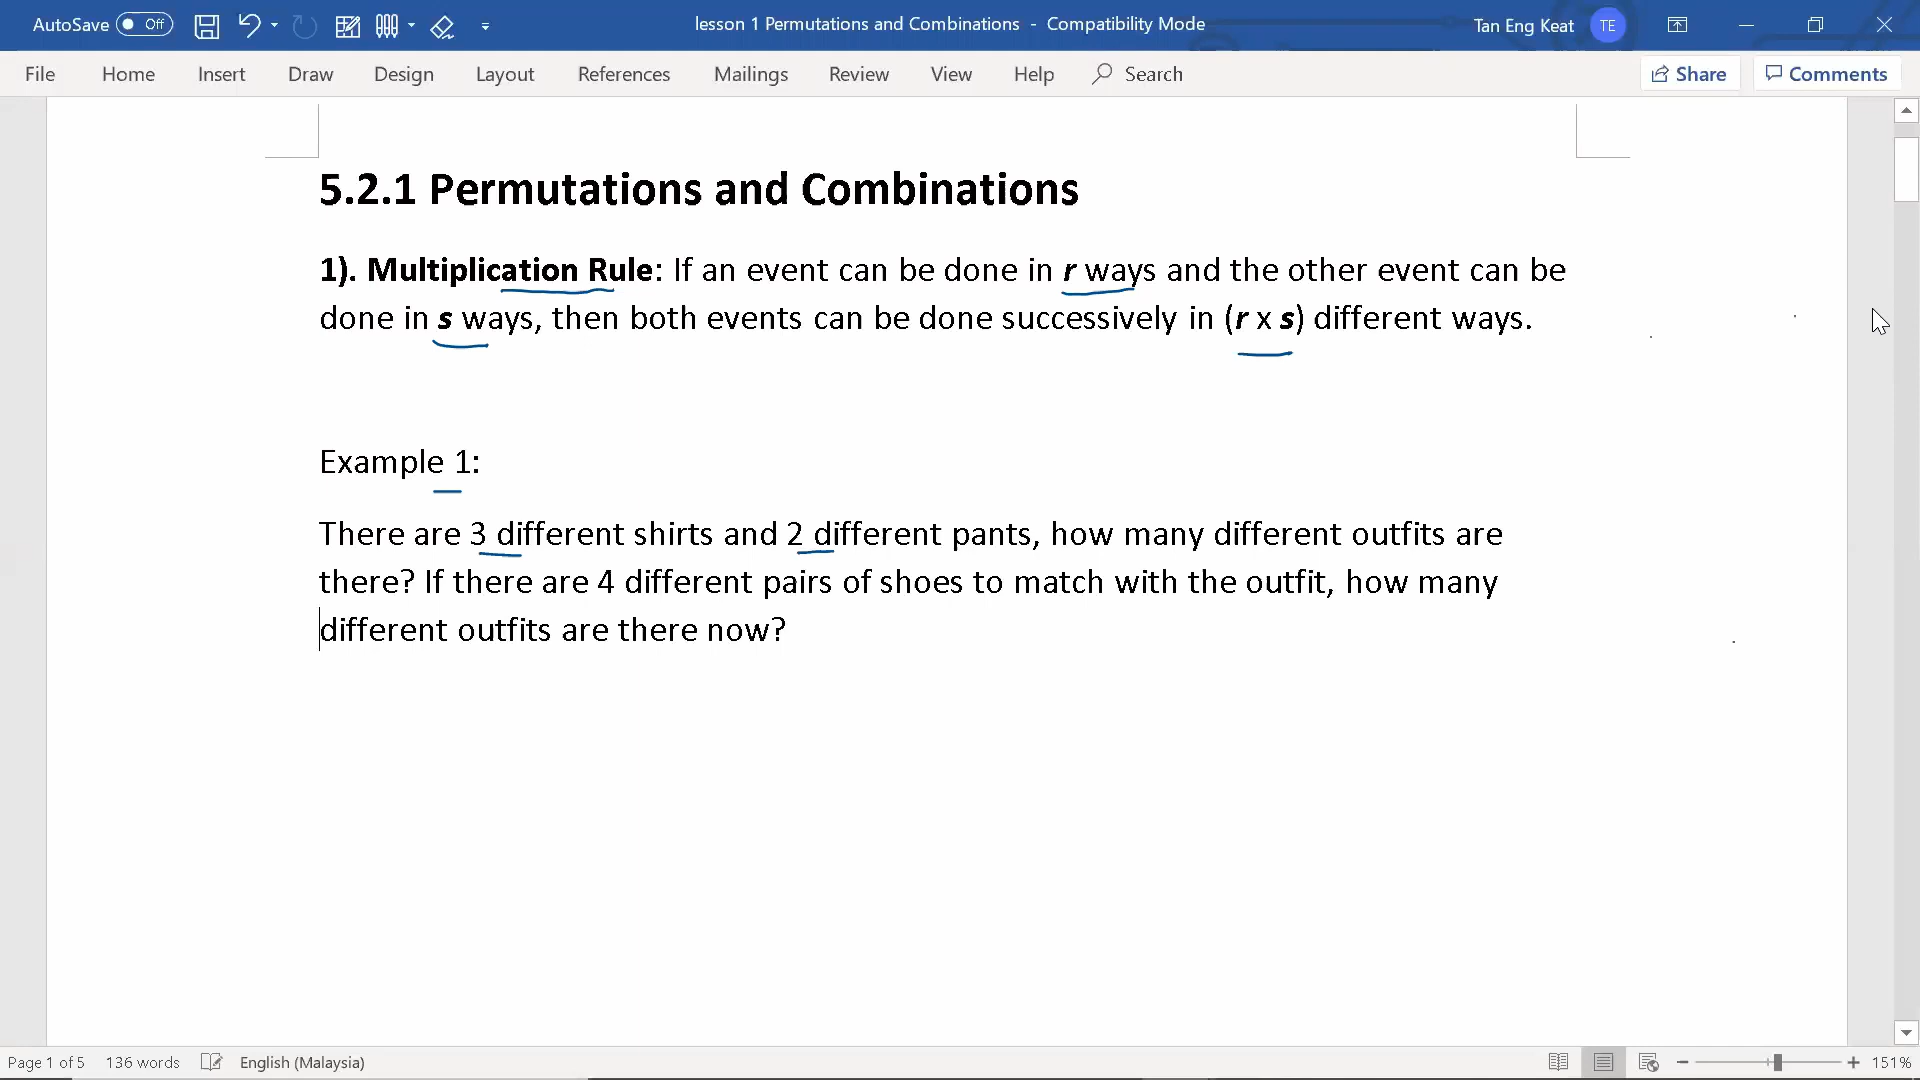 AutoSave Off lesson 1 Permutations and Combinations - Compatibility Mode Tan Eng Keat TE
File Home Insert Draw Design Layout References Mailings Review View Help Search Share Comments
5.2.1 Permutations and Combinations
1). Multiplication Rule: If an event can be done in r ways and the other event can be
done in s ways, then both events can be done successively in (r x s) different ways.
Example 1:
There are 3 different shirts and 2 different pants, how many different outfits are
there? If there are 4 different pairs of shoes to match with the outfit, how many
different outfits are there now?
Page 1 of 5 136 words English (Malaysia) 151%